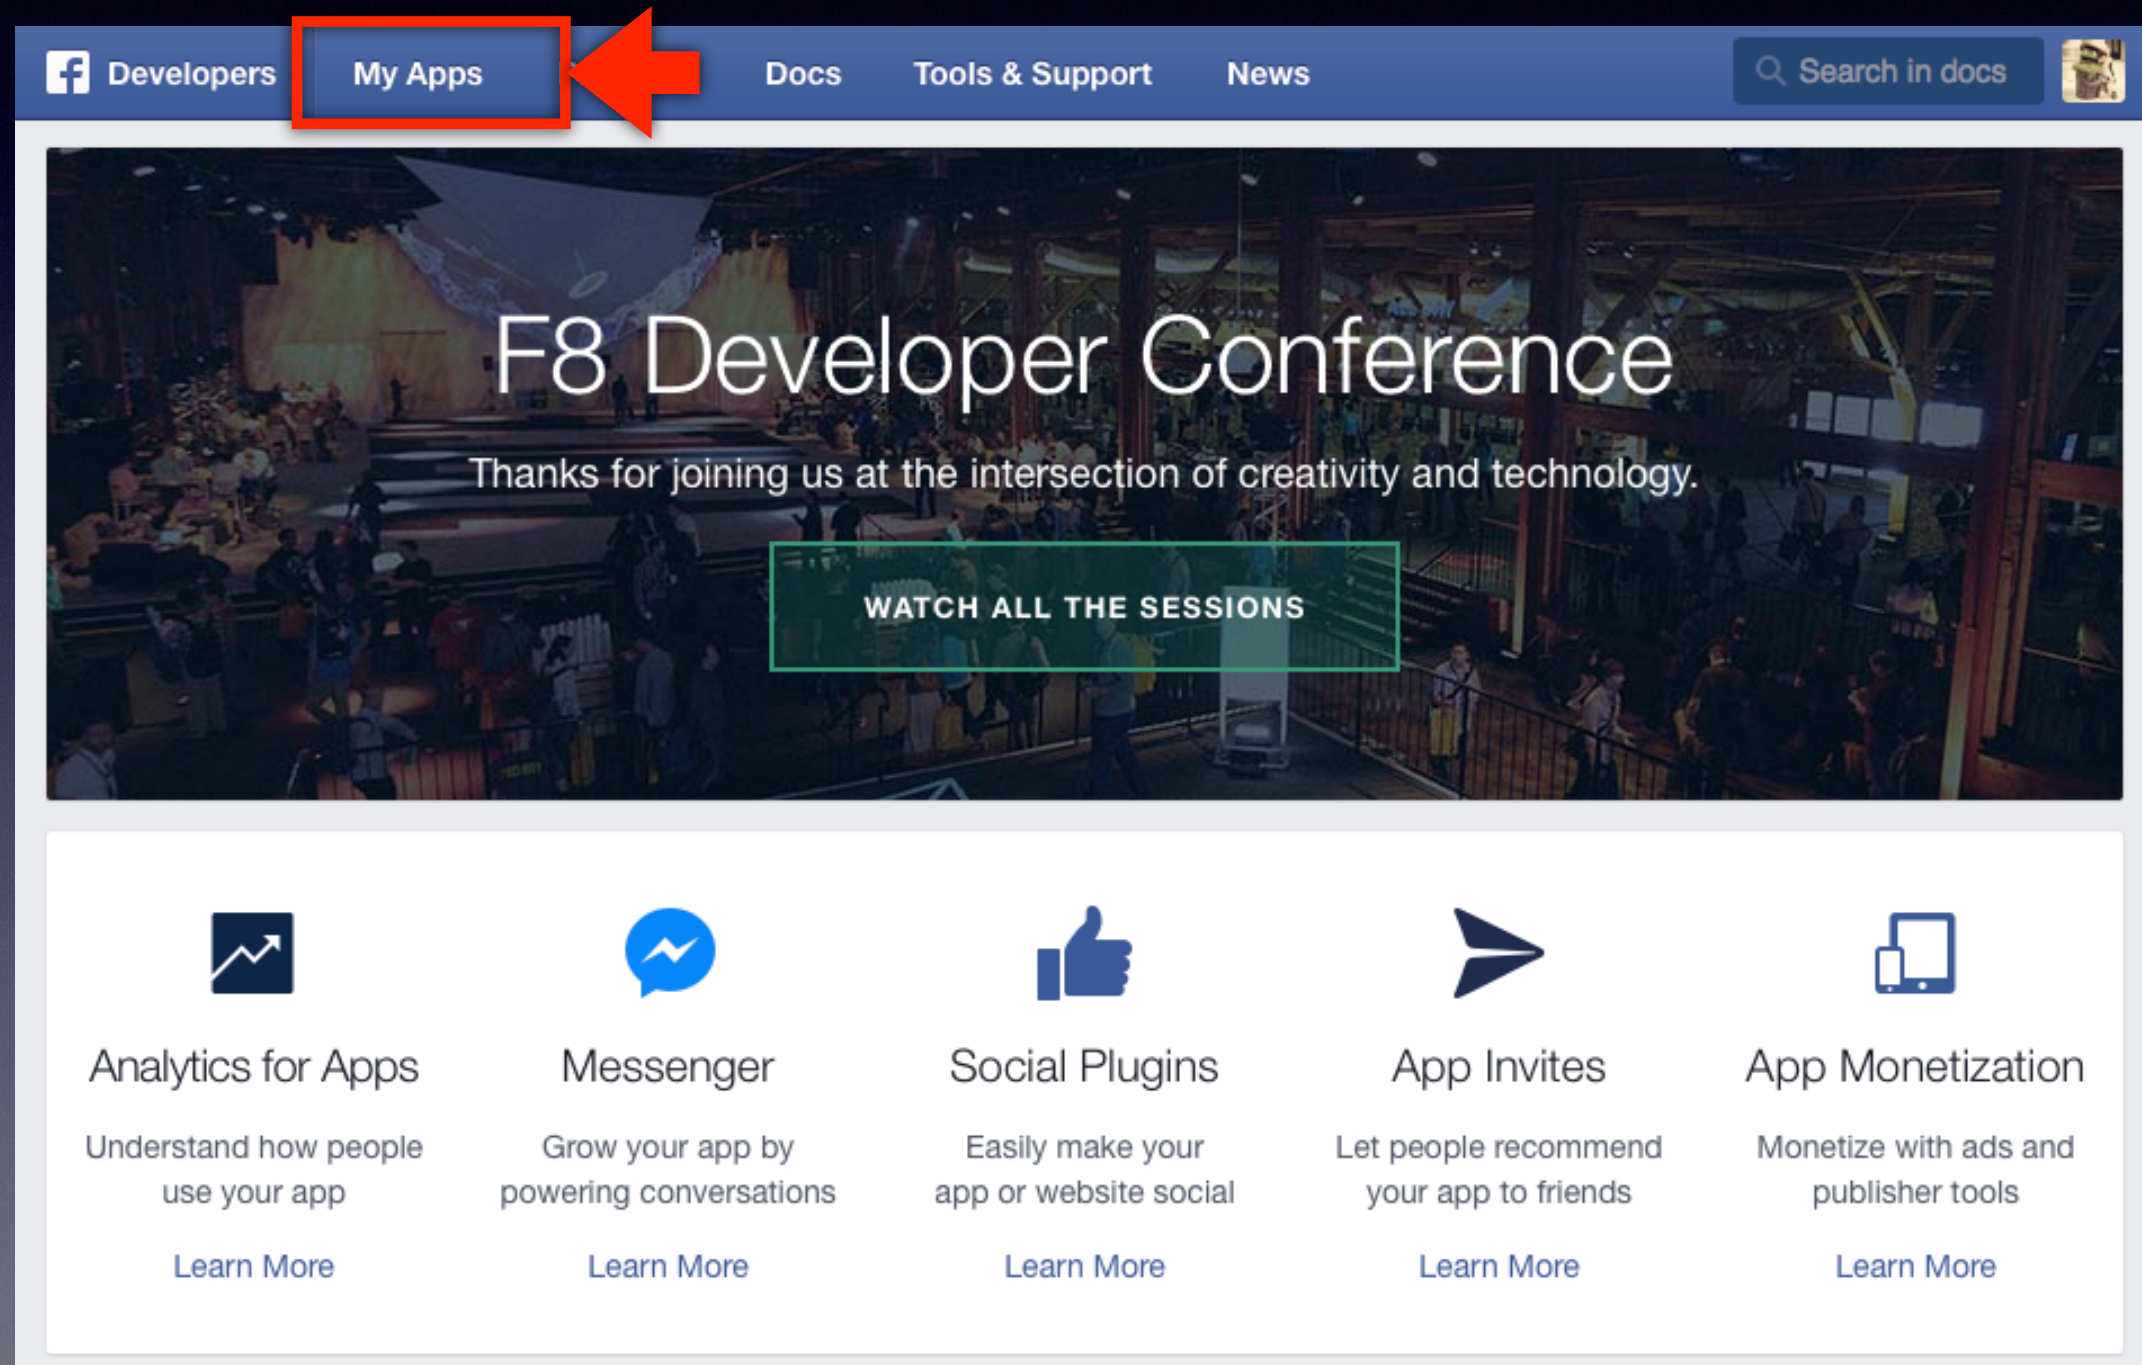 Developers My Apps Docs Tools & Support News Search in docs
F8 Developer Conference
Thanks for joining us at the intersection of creativity and technology.
WATCH ALL THE SESSIONS
Analytics for Apps
Understand how people
use your app
Learn More
Messenger
Grow your app by
powering conversations
Learn More
Social Plugins
Easily make your
app or website social
Learn More
App Invites
Let people recommend
your app to friends
Learn More
App Monetization
Monetize with ads and
publisher tools
Learn More